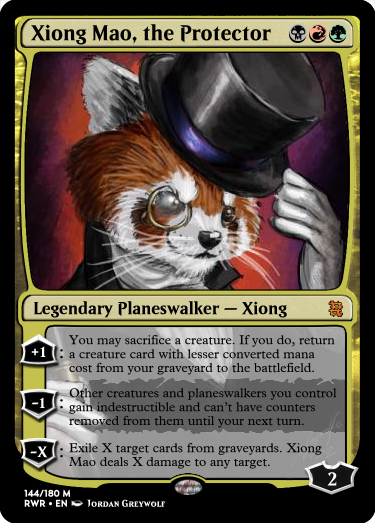 Xiong Mao, the Protector
Legendary Planeswalker — Xiong
+1: You may sacrifice a creature. If you do, return
a creature card with lesser converted mana
cost from your graveyard to the battlefield.
-1: Other creatures and planeswalkers you control
gain indestructible and can't have counters
removed from them until your next turn.
-X: Exile X target cards from graveyards. Xiong
Mao deals X damage to any target.
2
144/180 M
RWR • EN Jordan Greywolf